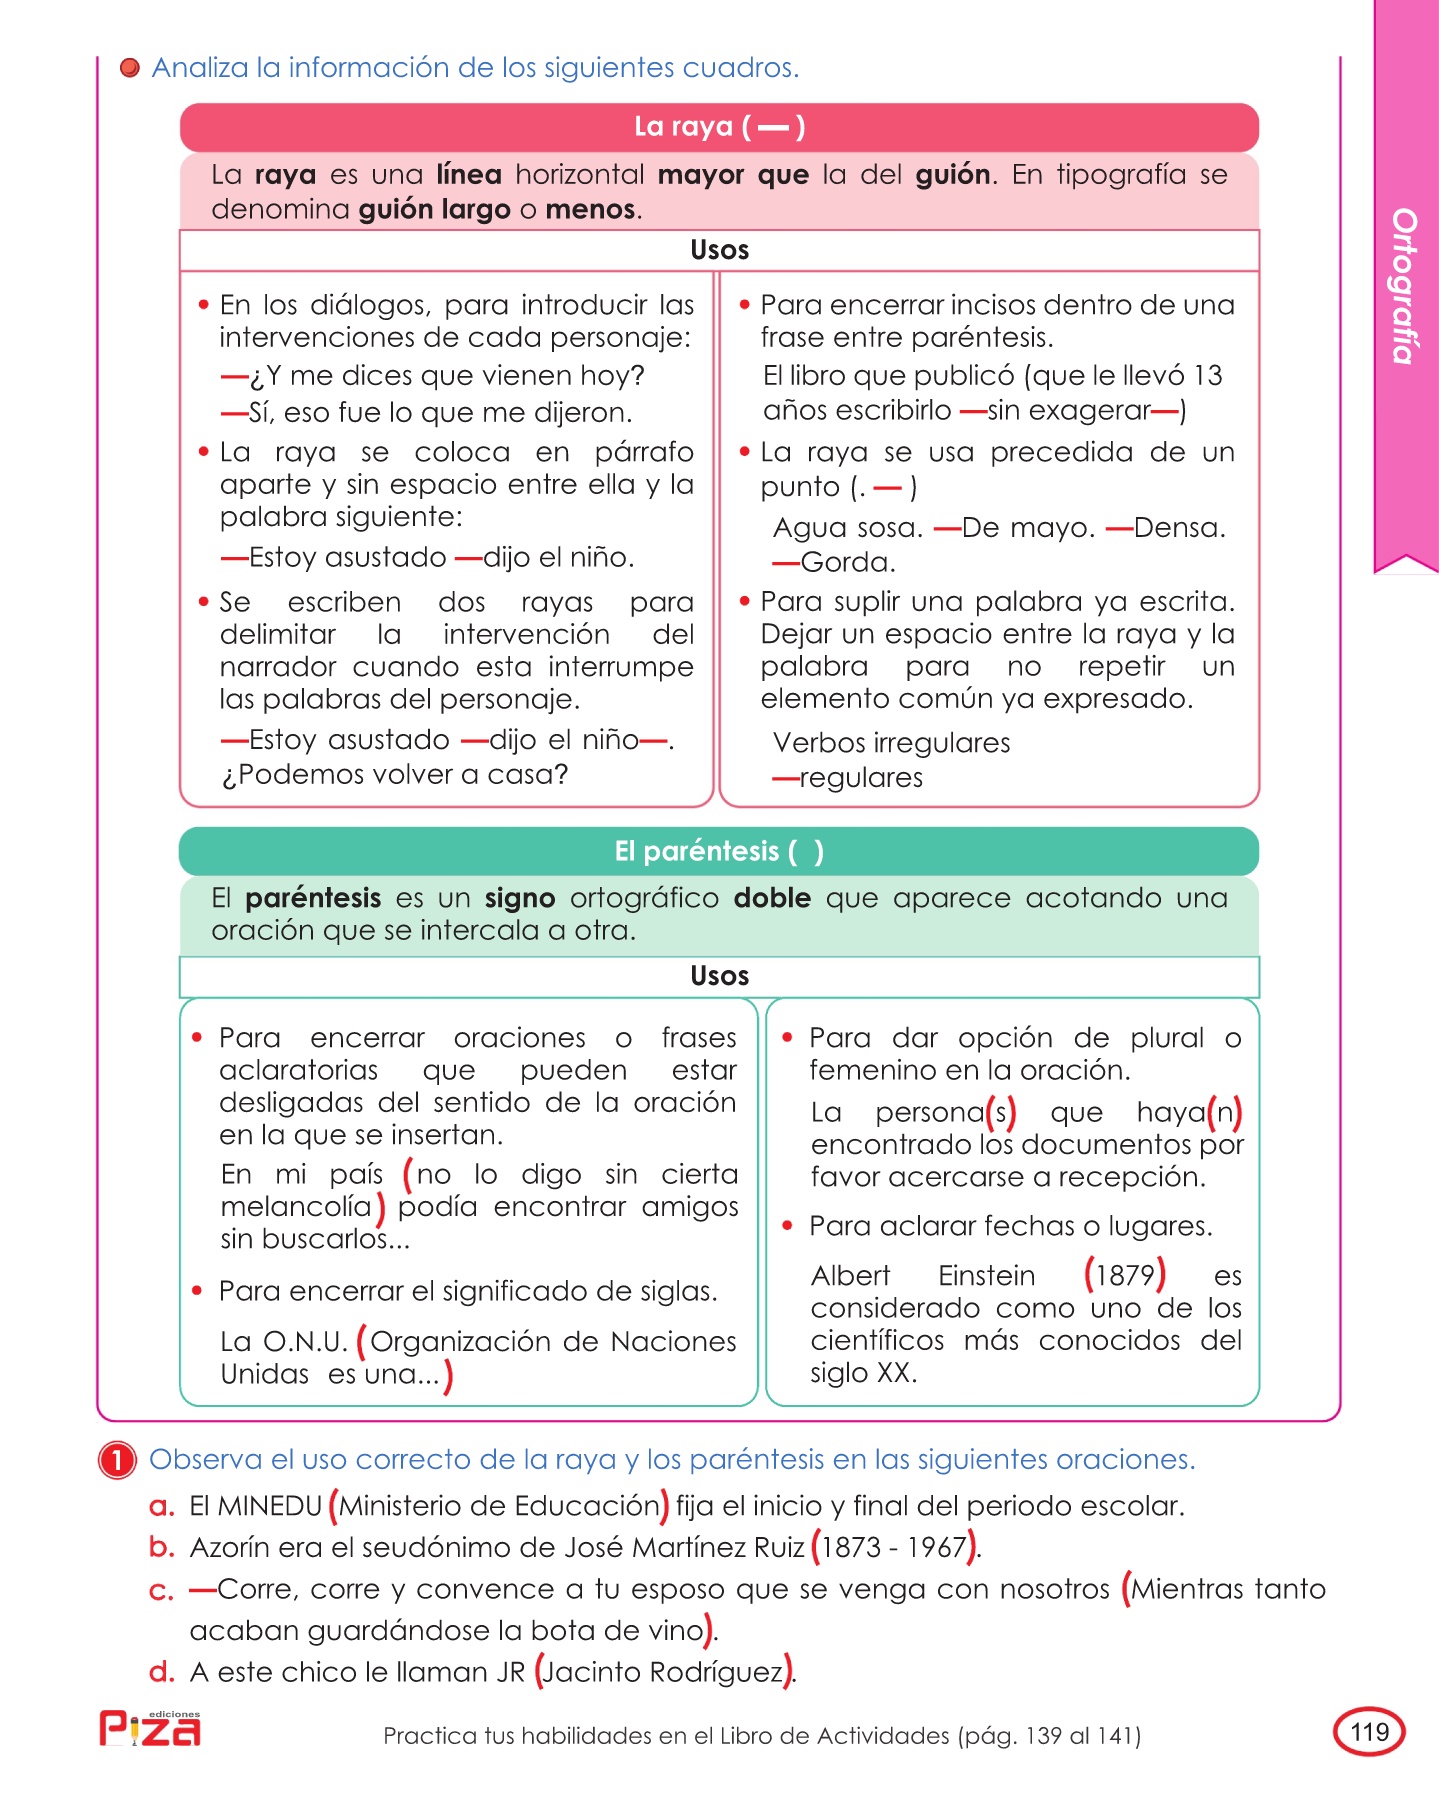 Analiza la información de los siguientes cuadros.
La raya ( — )
La raya es una línea horizontal mayor que la del guión. En tipografía se
denomina guión largo o menos.
Usos
• En los diálogos, para introducir las
intervenciones de cada personaje:
—¿Y me dices que vienen hoy?
—Sí, eso fue lo que me dijeron.
• La raya se coloca en párrafo
aparte y sin espacio entre ella y la
palabra siguiente:
—Estoy asustado —dijo el niño.
• Se escriben dos rayas para
delimitar la intervención del
narrador cuando esta interrumpe
las palabras del personaje.
—Estoy asustado —dijo el niño—.
¿Podemos volver a casa?
• Para encerrar incisos dentro de una
frase entre paréntesis.
El libro que publicó (que le llevó 13
años escribirlo —sin exagerar—)
• La raya se usa precedida de un
punto (. — )
Agua sosa. —De mayo. —Densa.
—Gorda.
• Para suplir una palabra ya escrita.
Dejar un espacio entre la raya y la
palabra para no repetir un
elemento común ya expresado.
Verbos irregulares
—regulares
Ortografía
El paréntesis ( )
El paréntesis es un signo ortográfico doble que aparece acotando una
oración que se intercala a otra.
Usos
• Para encerrar oraciones o frases
aclaratorias que pueden estar
desligadas del sentido de la oración
en la que se insertan.
En mi país (no lo digo sin cierta
melancolía) podía encontrar amigos
sin buscarlos...
• Para encerrar el significado de siglas.
La O.N.U. (Organización de Naciones
Unidas es una...)
• Para dar opción de plural o
femenino en la oración.
La persona(s) que haya(n)
encontrado los documentos por
favor acercarse a recepción.
• Para aclarar fechas o lugares.
Albert Einstein (1879) es
considerado como uno de los
científicos más conocidos del
siglo XX.
1 Observa el uso correcto de la raya y los paréntesis en las siguientes oraciones.
a. El MINEDU (Ministerio de Educación) fija el inicio y final del periodo escolar.
b. Azorín era el seudónimo de José Martínez Ruiz (1873 - 1967).
c. —Corre, corre y convence a tu esposo que se venga con nosotros (Mientras tanto
acaban guardándose la bota de vino).
d. A este chico le llaman JR (Jacinto Rodríguez).
ediciones
PiZA
Practica tus habilidades en el Libro de Actividades (pág. 139 al 141)
119